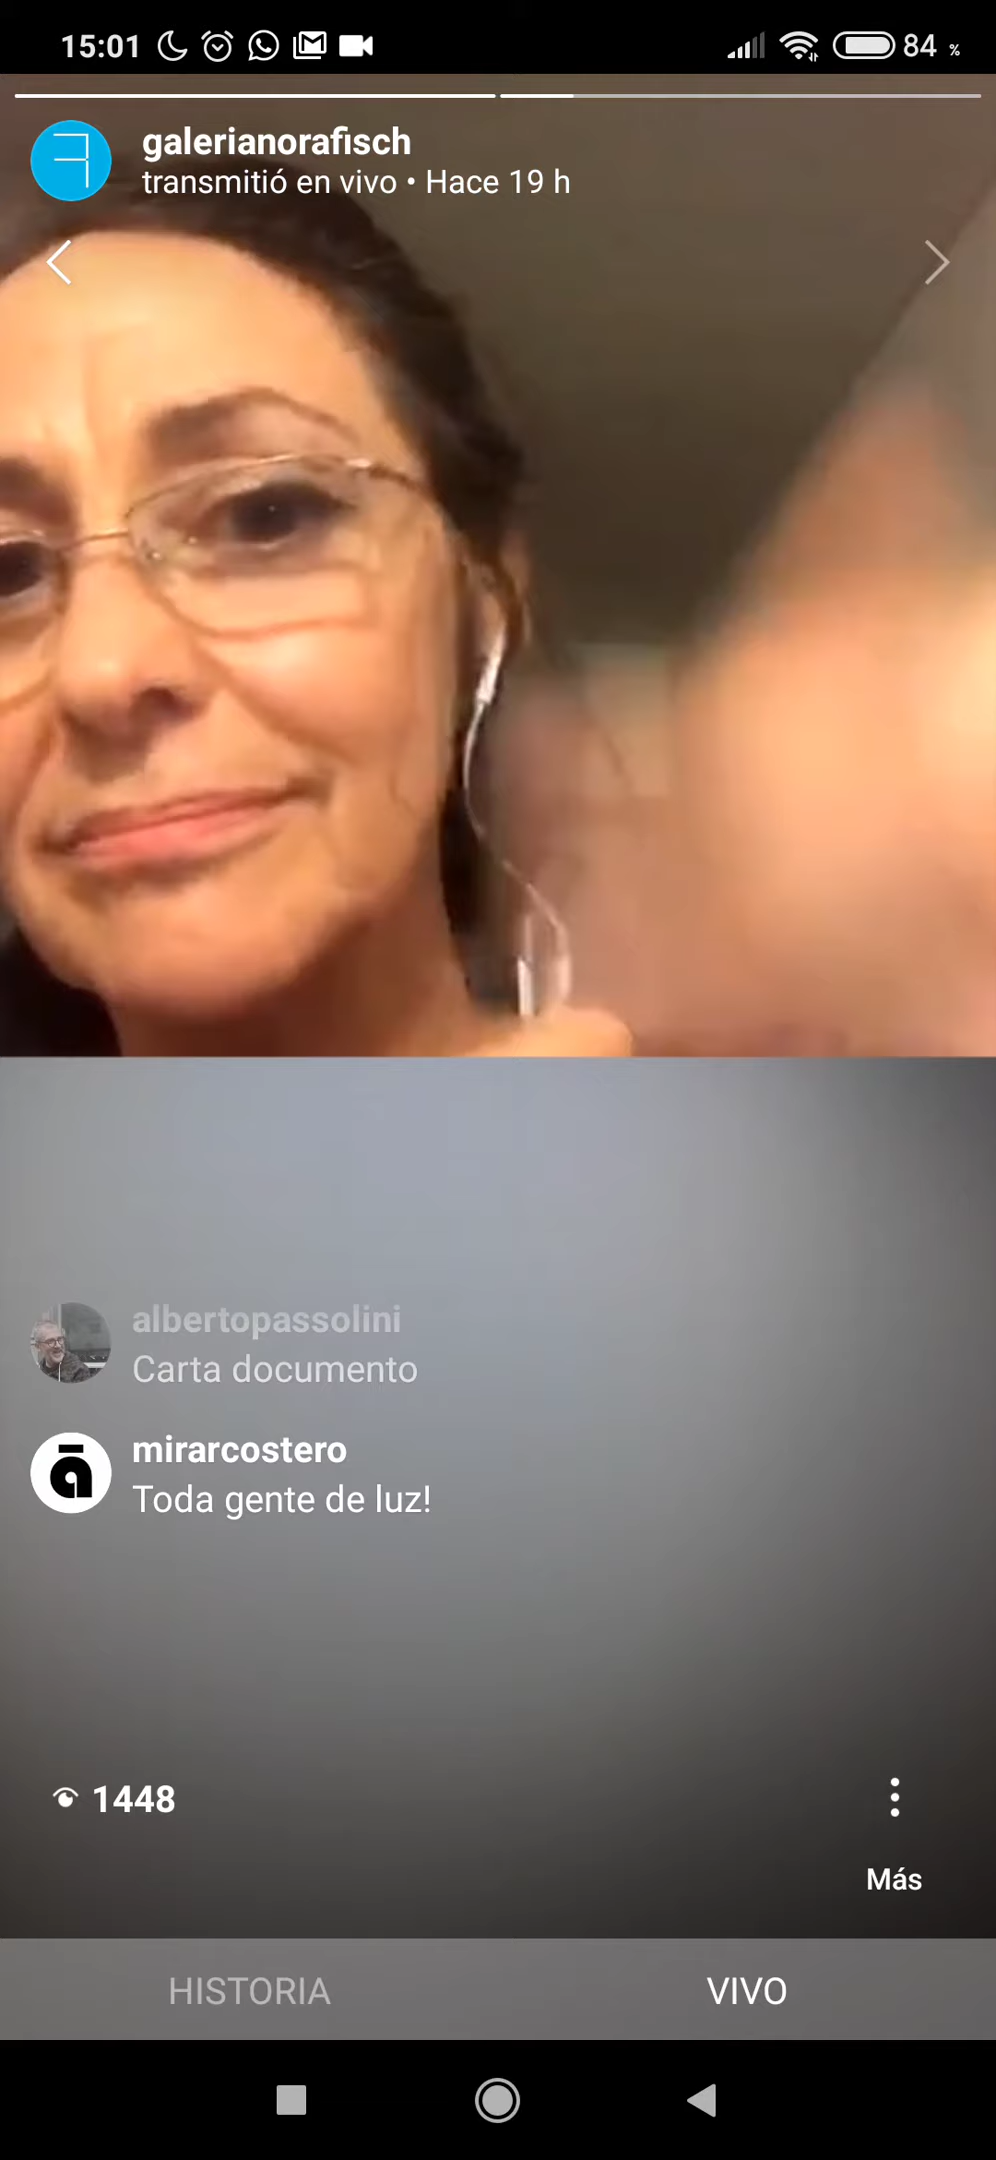 15:01 84 %
galerianorafisch
transmitió en vivo • Hace 19 h
albertopassolini
Carta documento
mirarcostero
Toda gente de luz!
1448
Más
HISTORIA VIVO